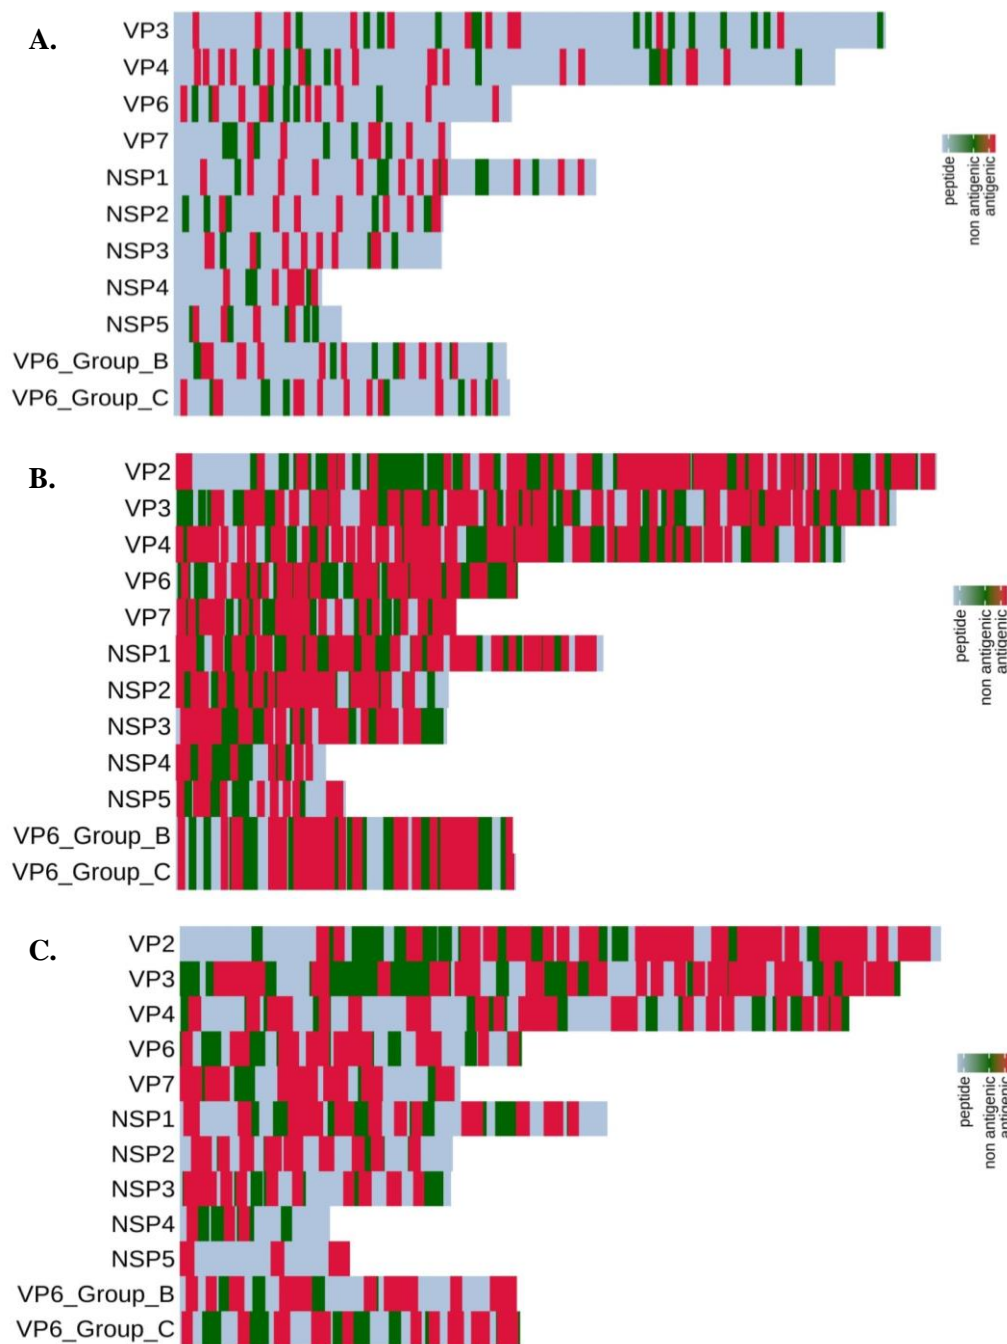 A.
VP3
VP4
VP6
VP7
NSP1
NSP2
NSP3
NSP4
NSP5
VP6_Group_B
VP6_Group_C
peptide
non antigenic
antigenic
B.
VP2
VP3
VP4
VP6
VP7
NSP1
NSP2
NSP3
NSP4
NSP5
VP6_Group_B
VP6_Group_C
peptide
non antigenic
antigenic
C.
VP2
VP3
VP4
VP6
VP7
NSP1
NSP2
NSP3
NSP4
NSP5
VP6_Group_B
VP6_Group_C
peptide
non antigenic
antigenic